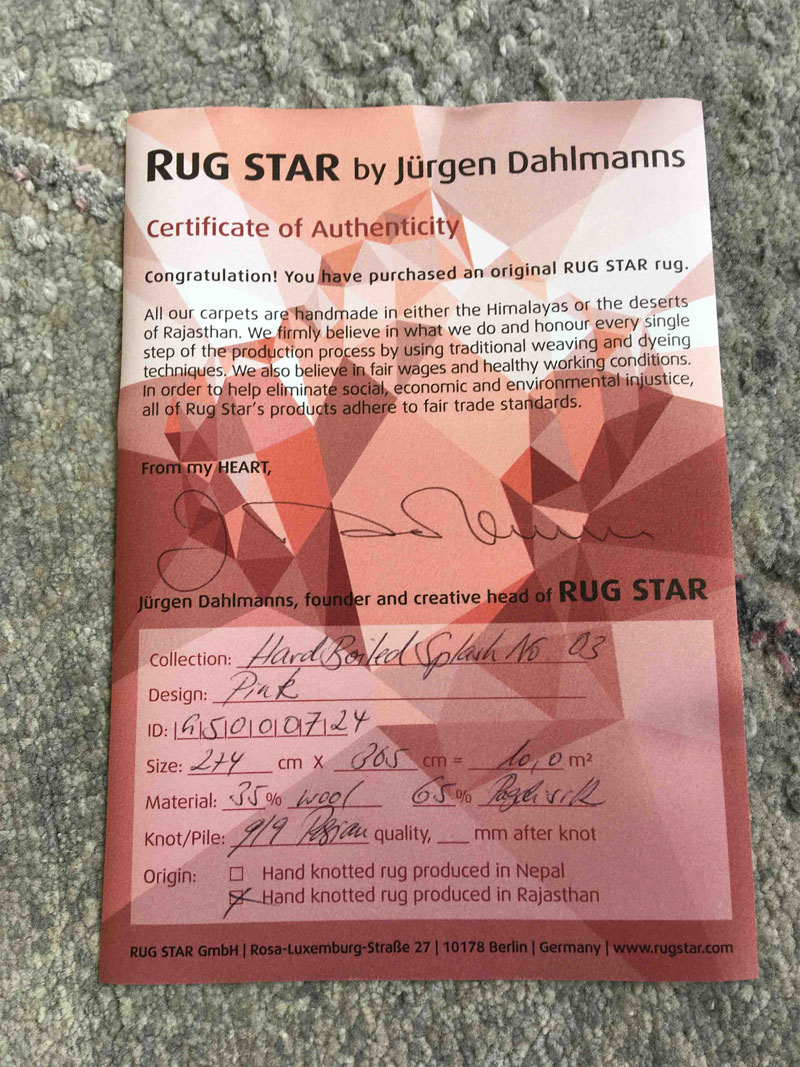 RUG STAR by Jürgen Dahlmanns
Certificate of Authenticity
Congratulation! You have purchased an original RUG STAR rug.
All our carpets are handmade in either the Himalayas or the deserts
of Rajasthan. We firmly believe in what we do and honour every single
step of the production process by using traditional weaving and dyeing
techniques. We also believe in fair wages and healthy working conditions.
In order to help eliminate social, economic and environmental injustice,
all of Rug Star's products adhere to fair trade standards.
From my HEART,
Jürgen Dahlmanns, founder and creative head of RUG STAR
Collection: Hard Boiled Splash No 03
Design: Pink
ID: 5000724
Size: 274 cm X 365 cm = 10,0 m²
Material: 35% wool 65%
Knot/Pile: 9/9 quality, mm after knot
Origin: Hand knotted rug produced in Nepal
Hand knotted rug produced in Rajasthan
RUG STAR GmbH | Rosa-Luxemburg-Straße 27 | 10178 Berlin | Germany | www.rugstar.com